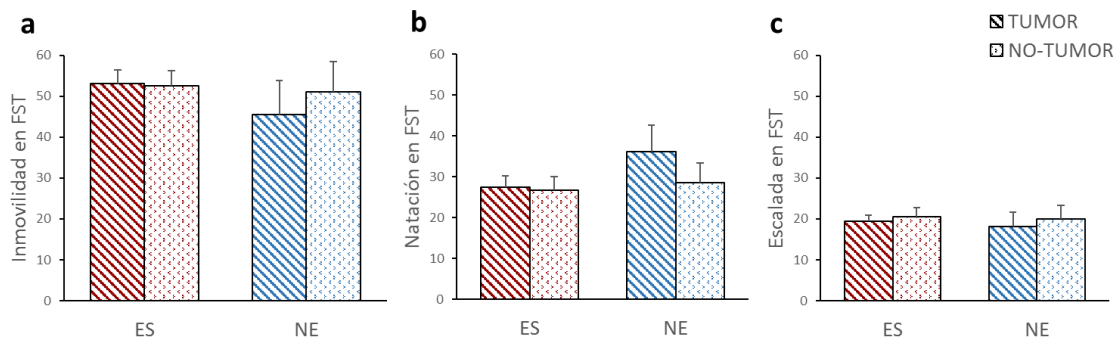 a
Inmovilidad en FST
60
50
40
30
20
10
0
ES NE
b
Natación en FST
60
50
40
30
20
10
0
ES NE
c
TUMOR
NO-TUMOR
Escalada en FST
60
50
40
30
20
10
0
ES NE